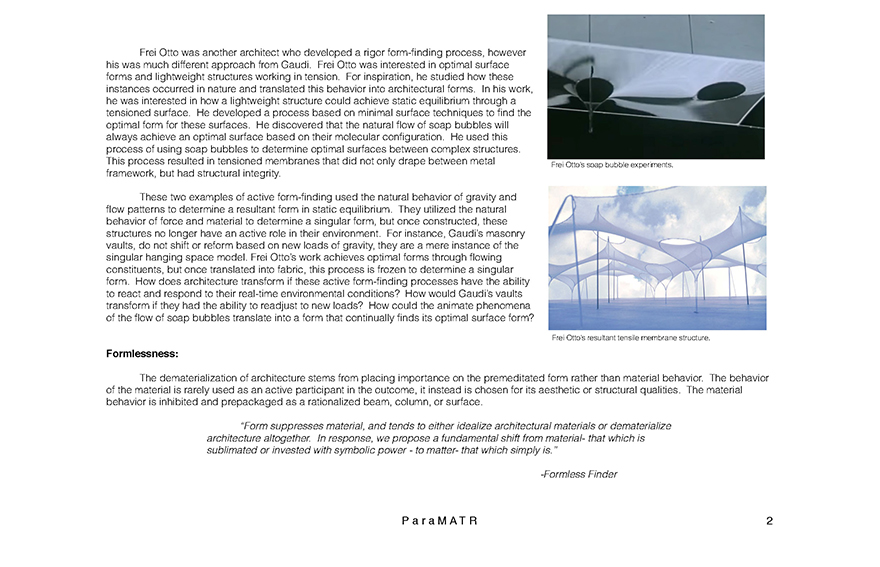 Frei Otto was another architect who developed a rigor form-finding process, however
his was much different approach from Gaudi. Frei Otto was interested in optimal surface
forms and lightweight structures working in tension. For inspiration, he studied how these
instances occurred in nature and translated this behavior into architectural forms. In his work,
he was interested in how a lightweight structure could achieve static equilibrium through a
tensioned surface. He developed a process based on minimal surface techniques to find the
optimal form for these surfaces. He discovered that the natural flow of soap bubbles will
always achieve an optimal surface based on their molecular configuration. He used this
process of using soap bubbles to determine optimal surfaces between complex structures.
This process resulted in tensioned membranes that did not only drape between metal
framework, but had structural integrity.
Frei Otto's soap bubble experiments.
These two examples of active form-finding used the natural behavior of gravity and
flow patterns to determine a resultant form in static equilibrium. They utilized the natural
behavior of force and material to determine a singular form, but once constructed, these
structures no longer have an active role in their environment. For instance, Gaudi's masonry
vaults, do not shift or reform based on new loads of gravity, they are a mere instance of the
singular hanging space model. Frei Otto's work achieves optimal forms through flowing
constituents, but once translated into fabric, this process is frozen to determine a singular
form. How does architecture transform if these active form-finding processes have the ability
to react and respond to their real-time environmental conditions? How would Gaudi's vaults
transform if they had the ability to readjust to new loads? How could the animate phenomena
of the flow of soap bubbles translate into a form that continually finds its optimal surface form?
Frei Otto's resultant tensile membrane structure.
Formlessness:
The dematerialization of architecture stems from placing importance on the premeditated form rather than material behavior. The behavior
of the material is rarely used as an active participant in the outcome, it instead is chosen for its aesthetic or structural qualities. The material
behavior is inhibited and prepackaged as a rationalized beam, column, or surface.
"Form suppresses material, and tends to either idealize architectural materials or dematerialize
architecture altogether. In response, we propose a fundamental shift from material- that which is
sublimated or invested with symbolic power - to matter- that which simply is."
-Formless Finder
ParaMATR
2